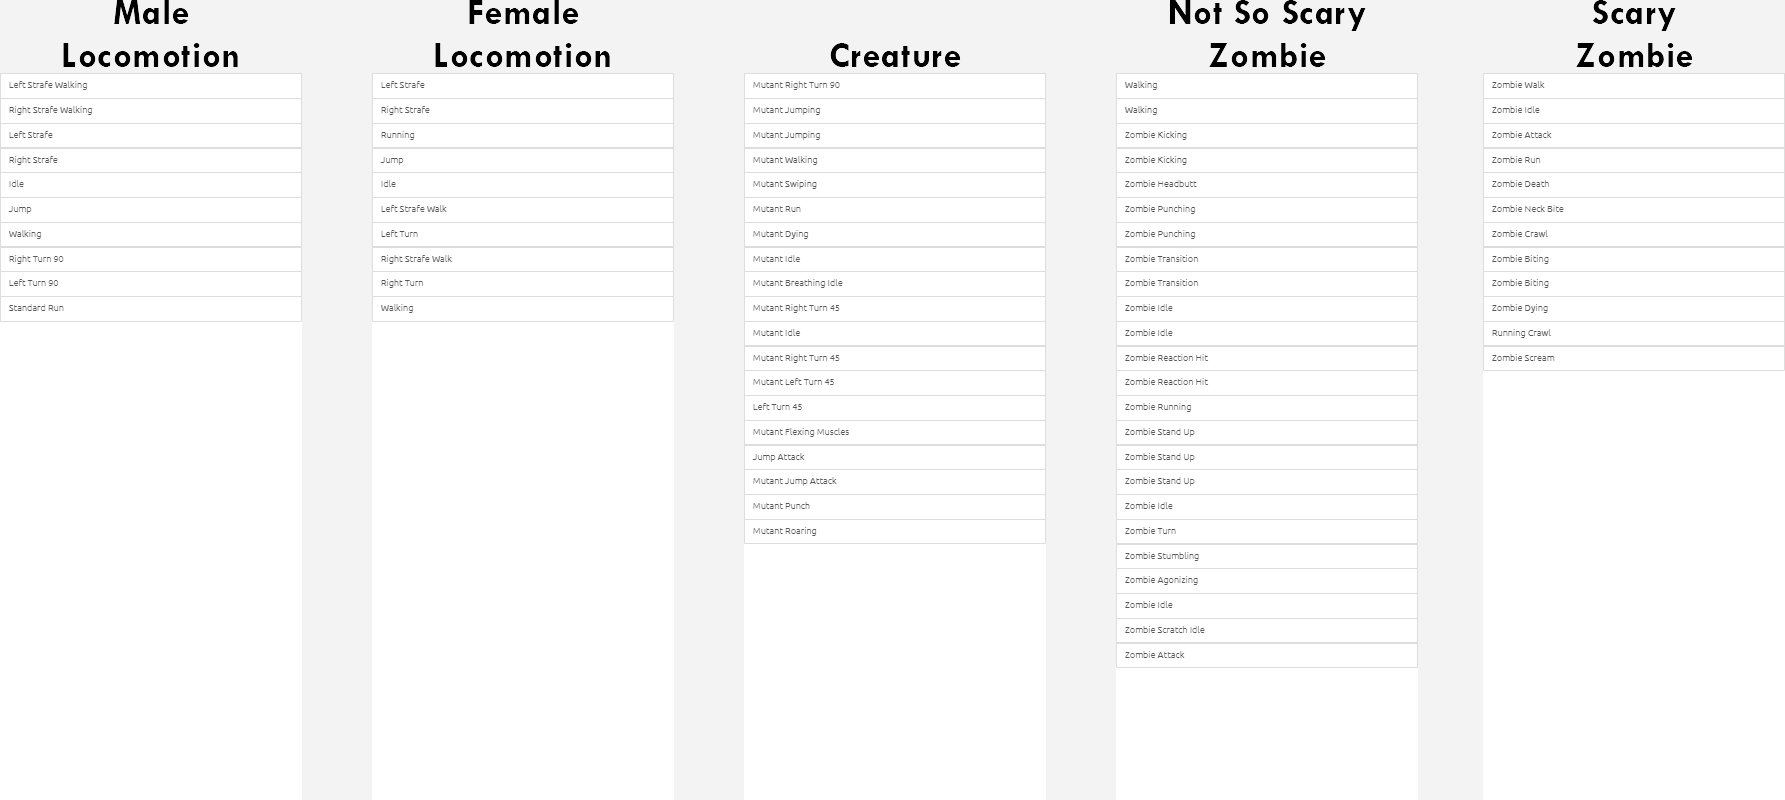 Male
Locomotion
Left Strafe Walking
Right Strafe Walking
Left Strafe
Right Strafe
Idle
Jump
Walking
Right Turn 90
Left Turn 90
Standard Run
Female
Locomotion
Left Strafe
Right Strafe
Running
Jump
Idle
Left Strafe Walk
Left Turn
Right Strafe Walk
Right Turn
Walking
Creature
Mutant Right Turn 90
Mutant Jumping
Mutant Jumping
Mutant Walking
Mutant Swiping
Mutant Run
Mutant Dying
Mutant Idle
Mutant Breathing Idle
Mutant Right Turn 45
Mutant Idle
Mutant Right Turn 45
Mutant Left Turn 45
Left Turn 45
Mutant Flexing Muscles
Jump Attack
Mutant Jump Attack
Mutant Punch
Mutant Roaring
Not So Scary
Zombie
Walking
Walking
Zombie Kicking
Zombie Kicking
Zombie Headbutt
Zombie Punching
Zombie Punching
Zombie Transition
Zombie Transition
Zombie Idle
Zombie Idle
Zombie Reaction Hit
Zombie Reaction Hit
Zombie Running
Zombie Stand Up
Zombie Stand Up
Zombie Stand Up
Zombie Idle
Zombie Turn
Zombie Stumbling
Zombie Agonizing
Zombie Idle
Zombie Scratch Idle
Zombie Attack
Scary
Zombie
Zombie Walk
Zombie Idle
Zombie Attack
Zombie Run
Zombie Death
Zombie Neck Bite
Zombie Crawl
Zombie Biting
Zombie Biting
Zombie Dying
Running Crawl
Zombie Scream